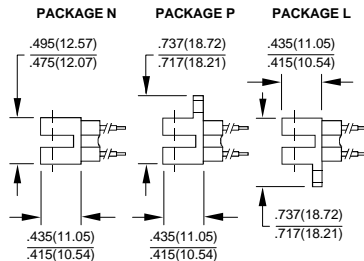 PACKAGE N PACKAGE P PACKAGE L
.495(12.57) .737(18.72) .435(11.05)
.475(12.07) .717(18.21) .415(10.54)
.737(18.72)
.717(18.21)
.435(11.05) .435(11.05)
.415(10.54) .415(10.54)